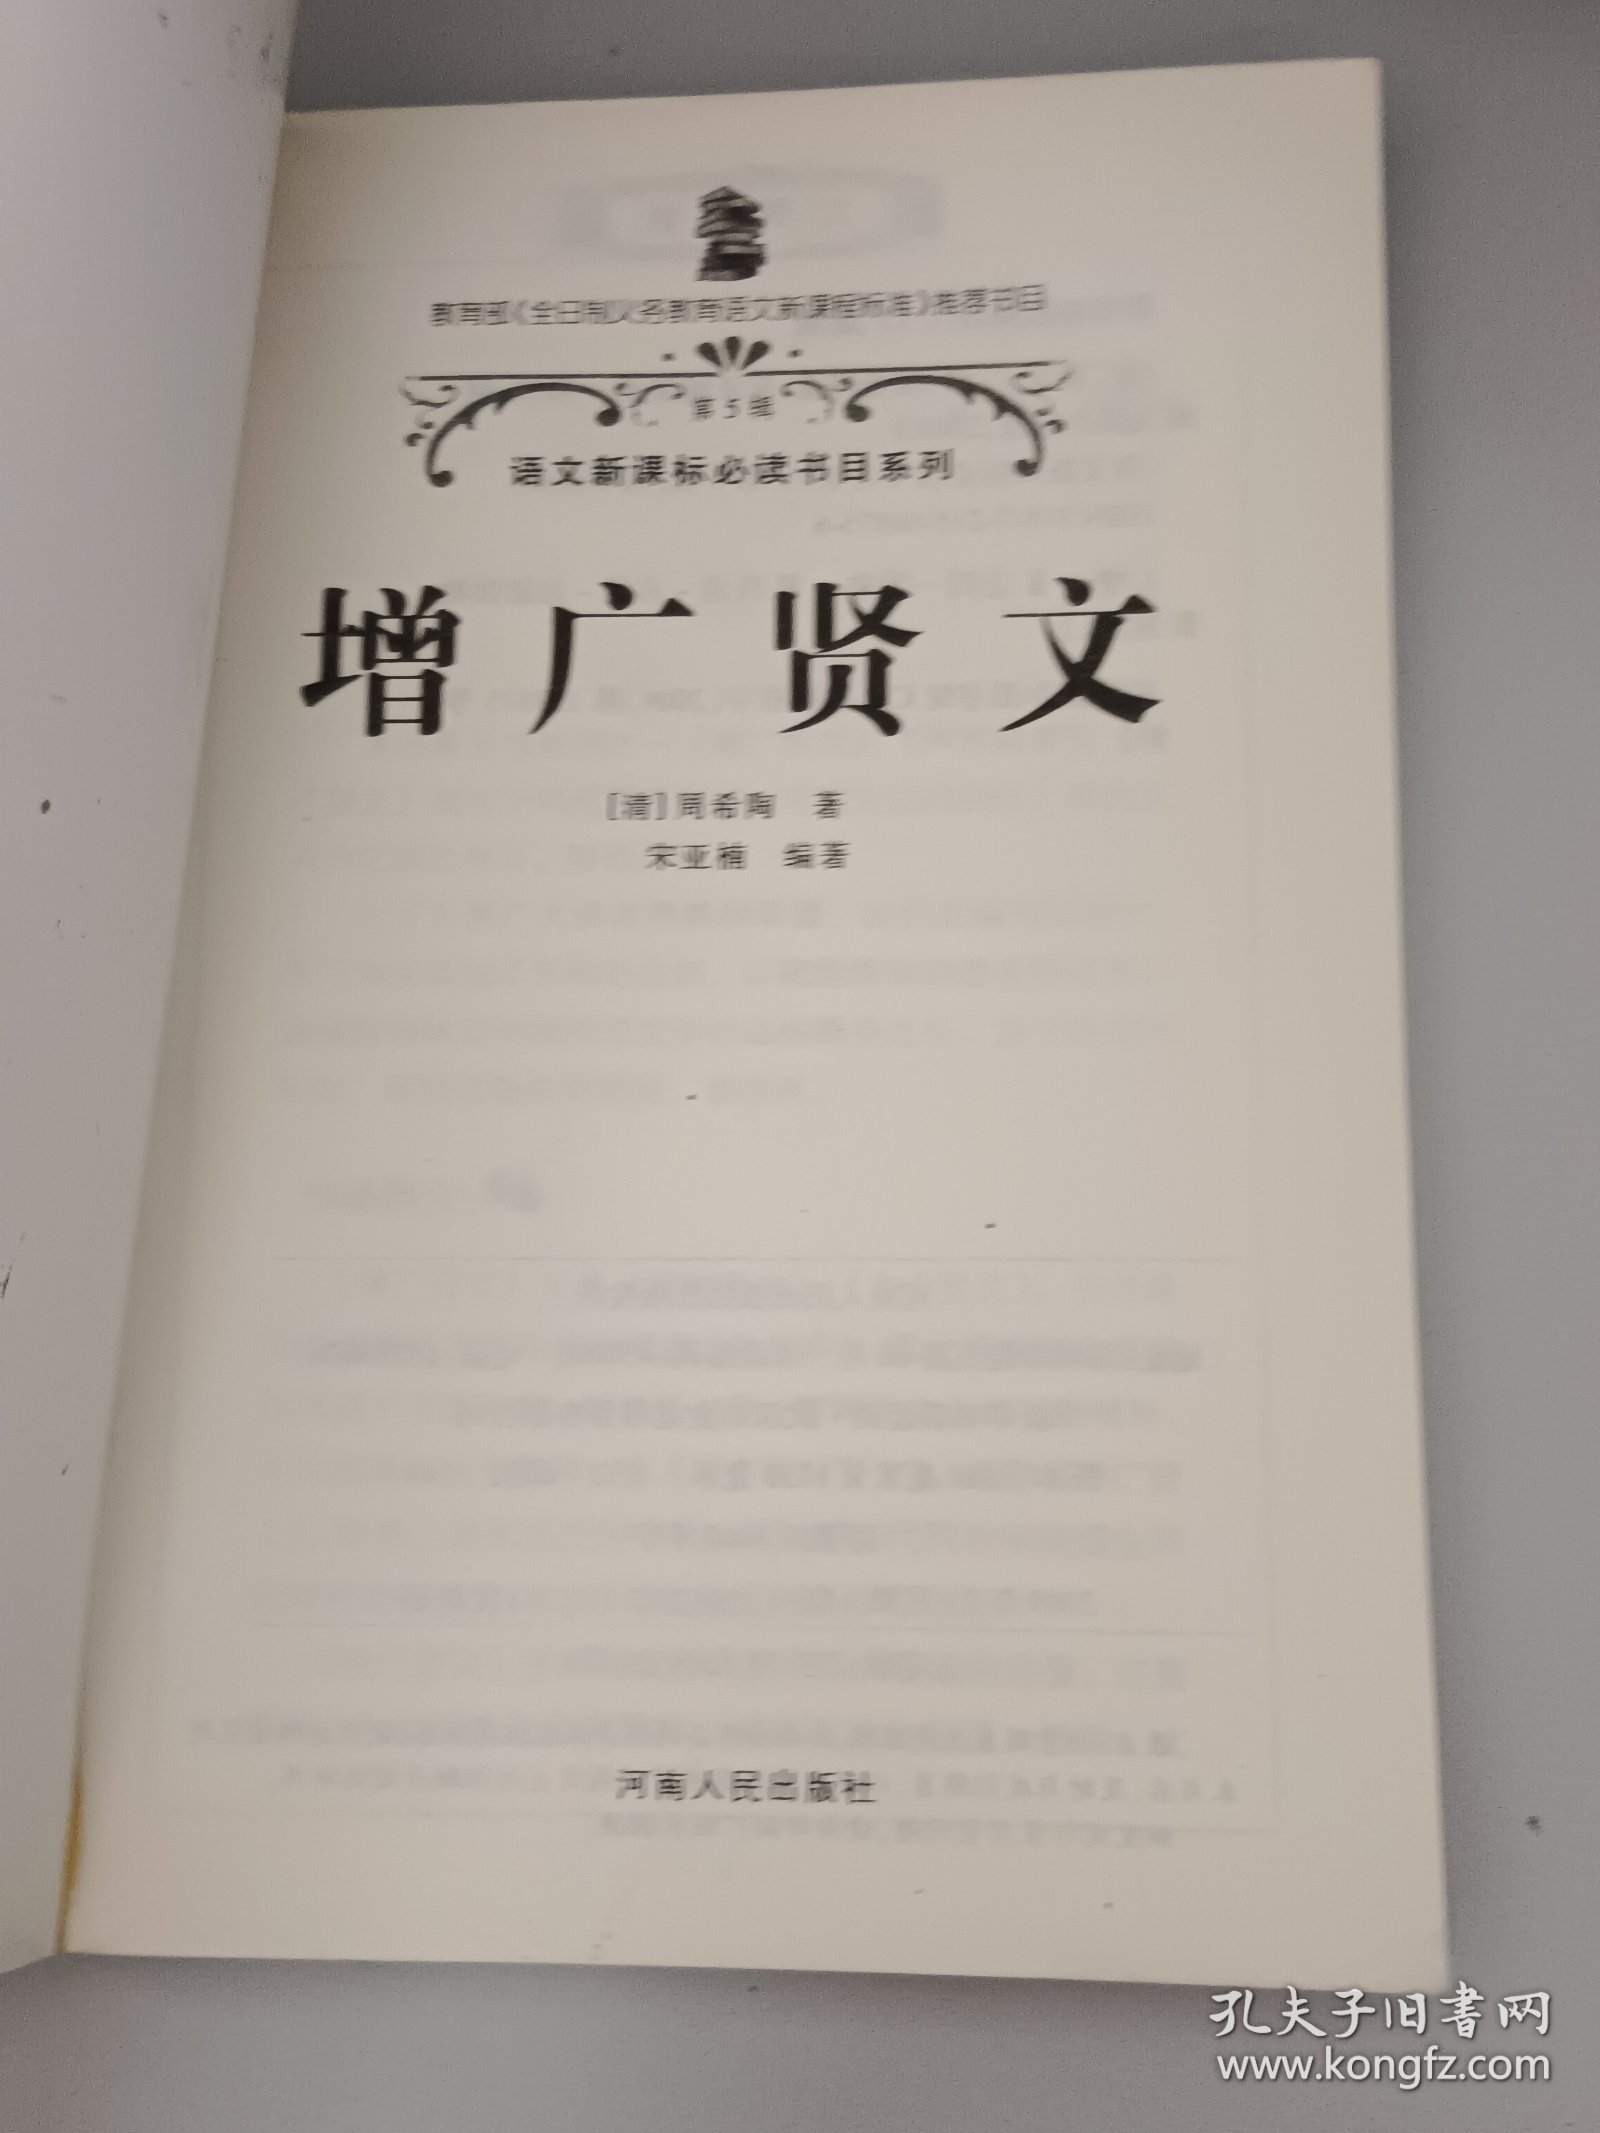 教育部《全日制义务教育语文新课程标准》推荐书目
第5辑
语文新课标必读书目系列
增广贤文
[清]周希陶 著
宋亚楠 编著
河南人民出版社
孔夫子旧书网
www.kongfz.com